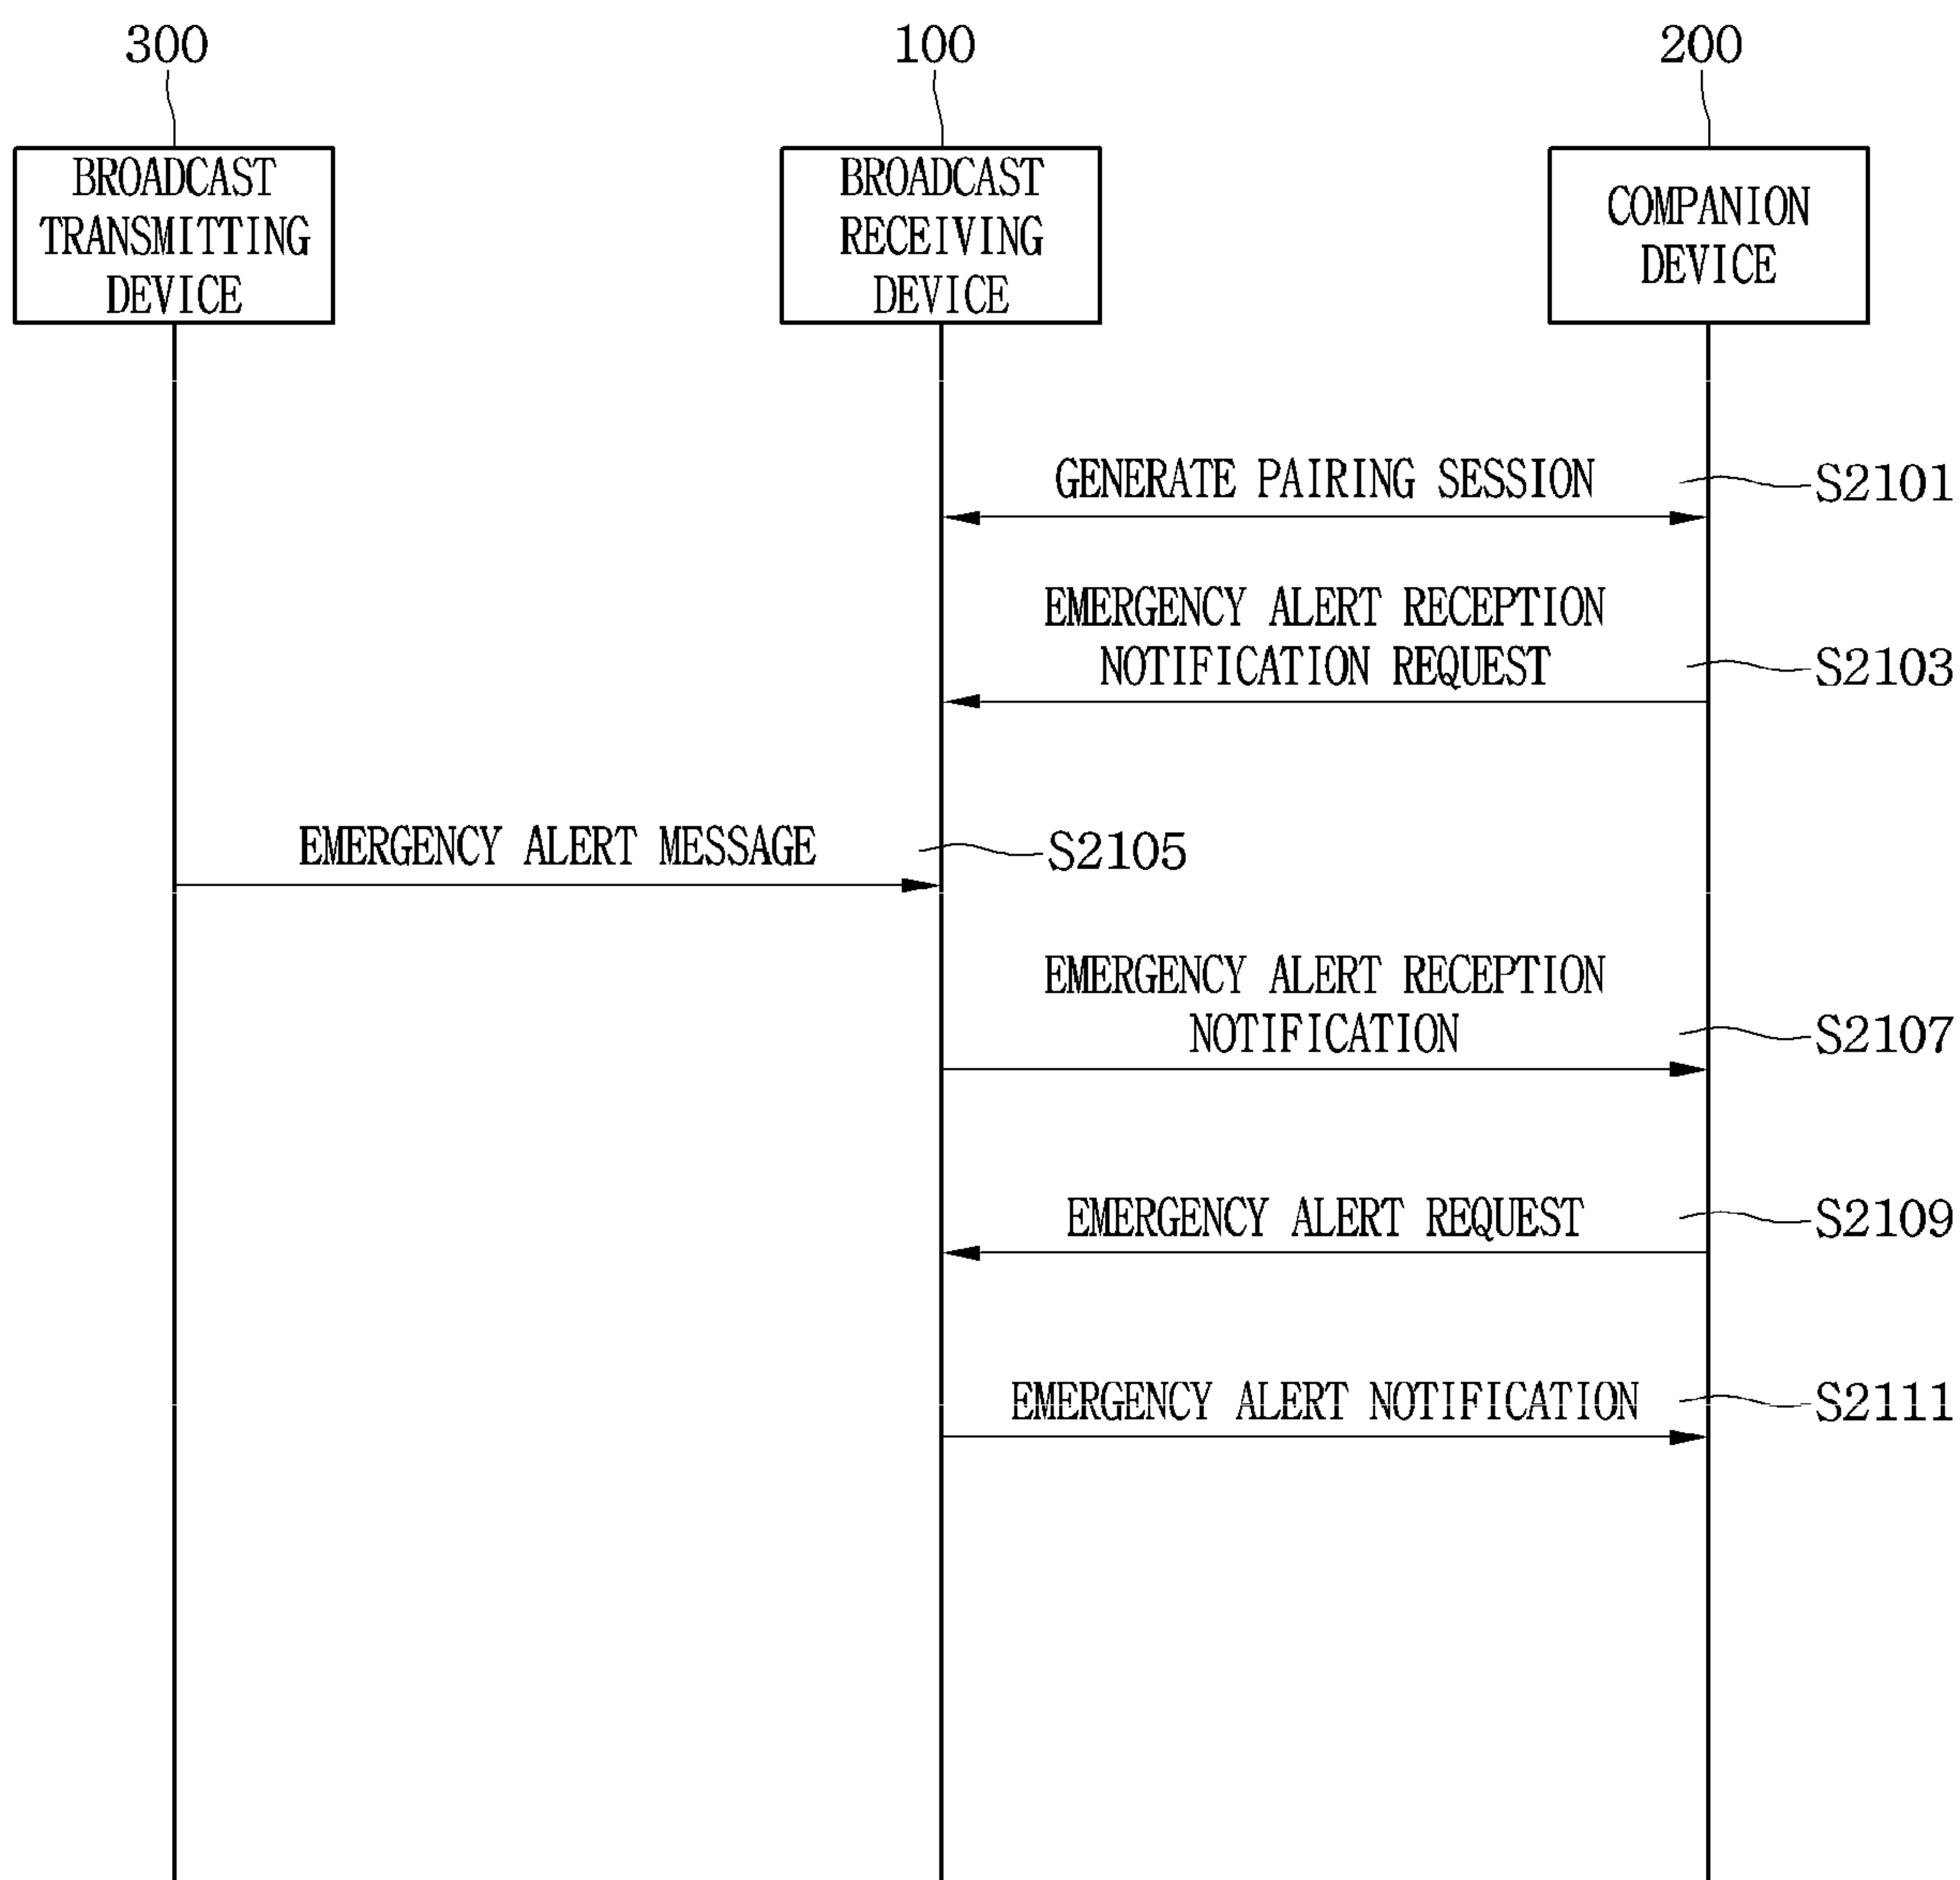 300
100
200
BROADCAST
TRANSMITTING
DEVICE
BROADCAST
RECEIVING
DEVICE
COMPANION
DEVICE
GENERATE PAIRING SESSION
S2101
EMERGENCY ALERT RECEPTION
NOTIFICATION REQUEST
S2103
EMERGENCY ALERT MESSAGE
S2105
EMERGENCY ALERT RECEPTION
NOTIFICATION
S2107
EMERGENCY ALERT REQUEST
S2109
EMERGENCY ALERT NOTIFICATION
S2111